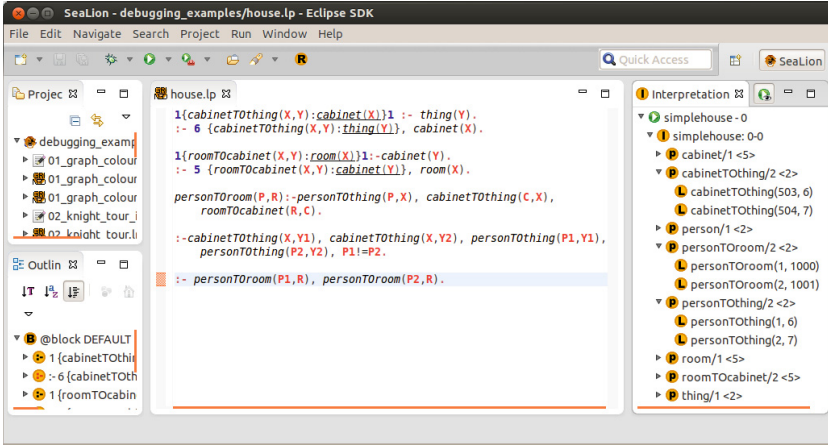 SeaLion - debugging_examples/house.lp - Eclipse SDK
File Edit Navigate Search Project Run Window Help
R
Quick Access
SeaLion
Projec
debugging_examp
01_graph_colour
01_graph_colour
01_graph_colour
02_knight_tour_i
02_knight_tour.l
Outlin
B @block DEFAULT
1 {cabinetTOthin
:- 6 {cabinetTOth
1 {roomTOcabin
house.lp
1{cabinetTOthing(X,Y):cabinet(X)}1 :- thing(Y).
:- 6 {cabinetTOthing(X,Y):thing(Y)}, cabinet(X).
1{roomTOcabinet(X,Y):room(X)}1:-cabinet(Y).
:- 5 {roomTOcabinet(X,Y):cabinet(Y)}, room(X).
personTOroom(P,R):-personTOthing(P,X), cabinetTOthing(C,X),
roomTOcabinet(R,C).
:-cabinetTOthing(X,Y1), cabinetTOthing(X,Y2), personTOthing(P1,Y1),
personTOthing(P2,Y2), P1!=P2.
:- personTOroom(P1,R), personTOroom(P2,R).
I Interpretation
simplehouse - 0
I simplehouse: 0-0
P cabinet/1 <5>
P cabinetTOthing/2 <2>
L cabinetTOthing(503, 6)
L cabinetTOthing(504, 7)
P person/1 <2>
P personTOroom/2 <2>
L personTOroom(1, 1000)
L personTOroom(2, 1001)
P personTOthing/2 <2>
L personTOthing(1, 6)
L personTOthing(2, 7)
P room/1 <5>
P roomTOcabinet/2 <5>
P thing/1 <2>